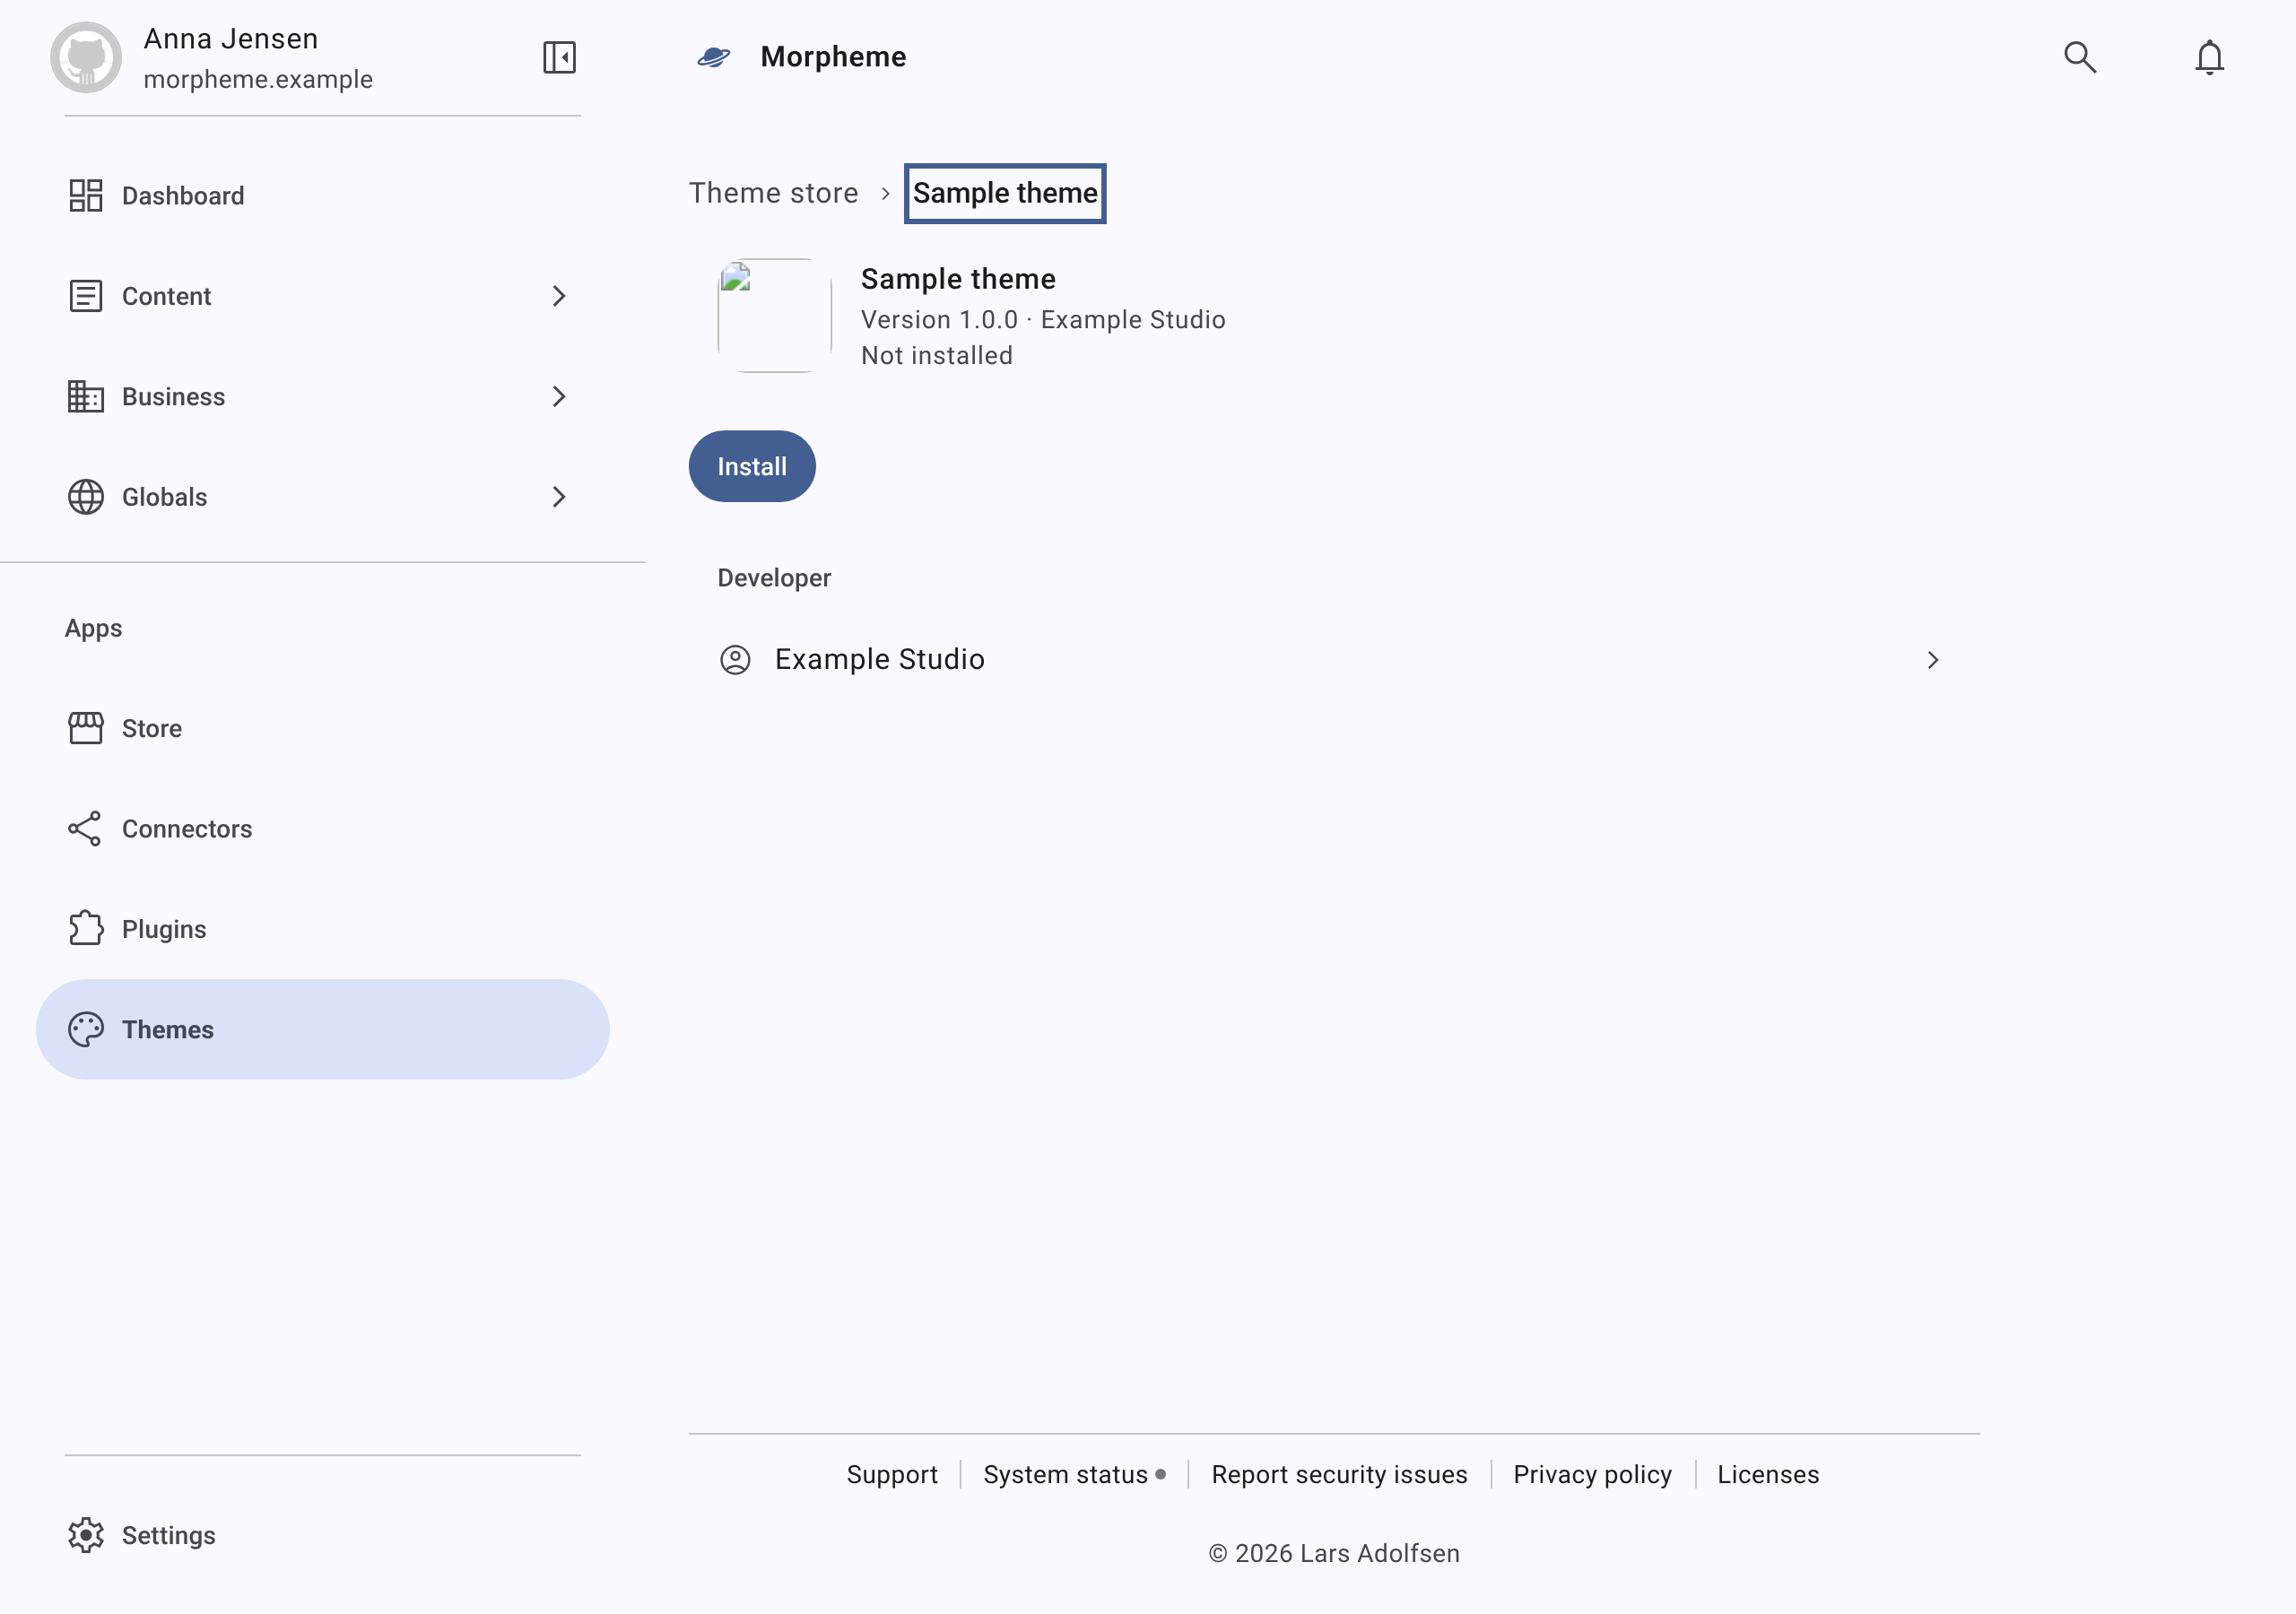 Anna Jensen
morpheme.example
Dashboard
Content
Business
Globals
Apps
Store
Connectors
Plugins
Themes
Settings
Morpheme
Theme store
Sample theme
Sample theme
Version 1.0.0 · Example Studio
Not installed
Install
Developer
Example Studio
Support
System status
Report security issues
Privacy policy
Licenses
© 2026 Lars Adolfsen